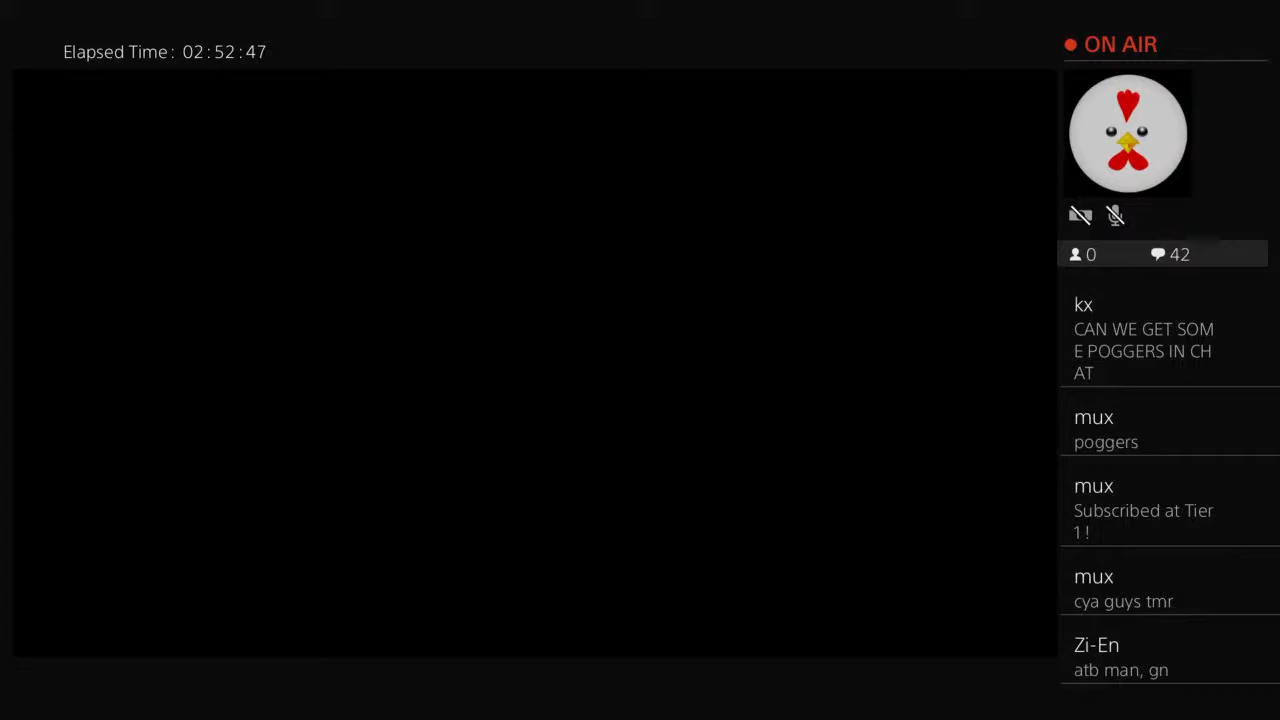 Elapsed Time: 02:52:47
ON AIR
0 42
kx
CAN WE GET SOM
E POGGERS IN CH
AT
mux
poggers
mux
Subscribed at Tier
1!
mux
cya guys tmr
Zi-En
atb man, gn